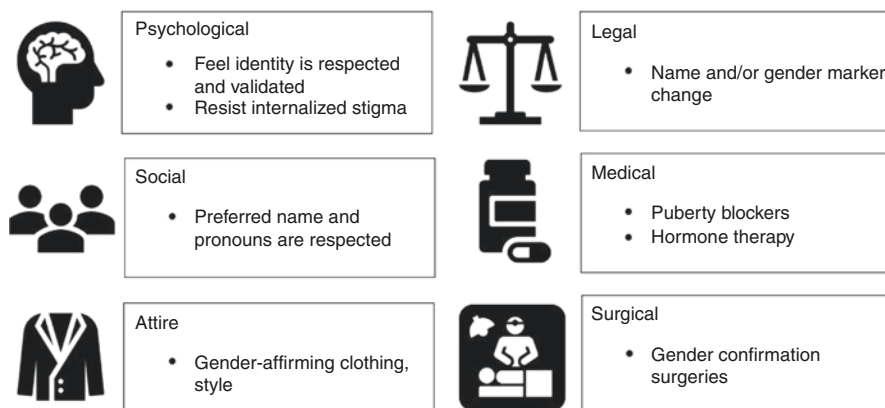 Psychological
• Feel identity is respected
and validated
• Resist internalized stigma
Legal
• Name and/or gender marker
change
Social
• Preferred name and
pronouns are respected
Medical
• Puberty blockers
• Hormone therapy
Attire
• Gender-affirming clothing,
style
Surgical
• Gender confirmation
surgeries